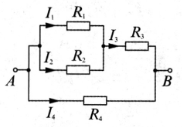 I₁ R₁
I₃ R₃
I₂ R₂
A B
I₄ R₄